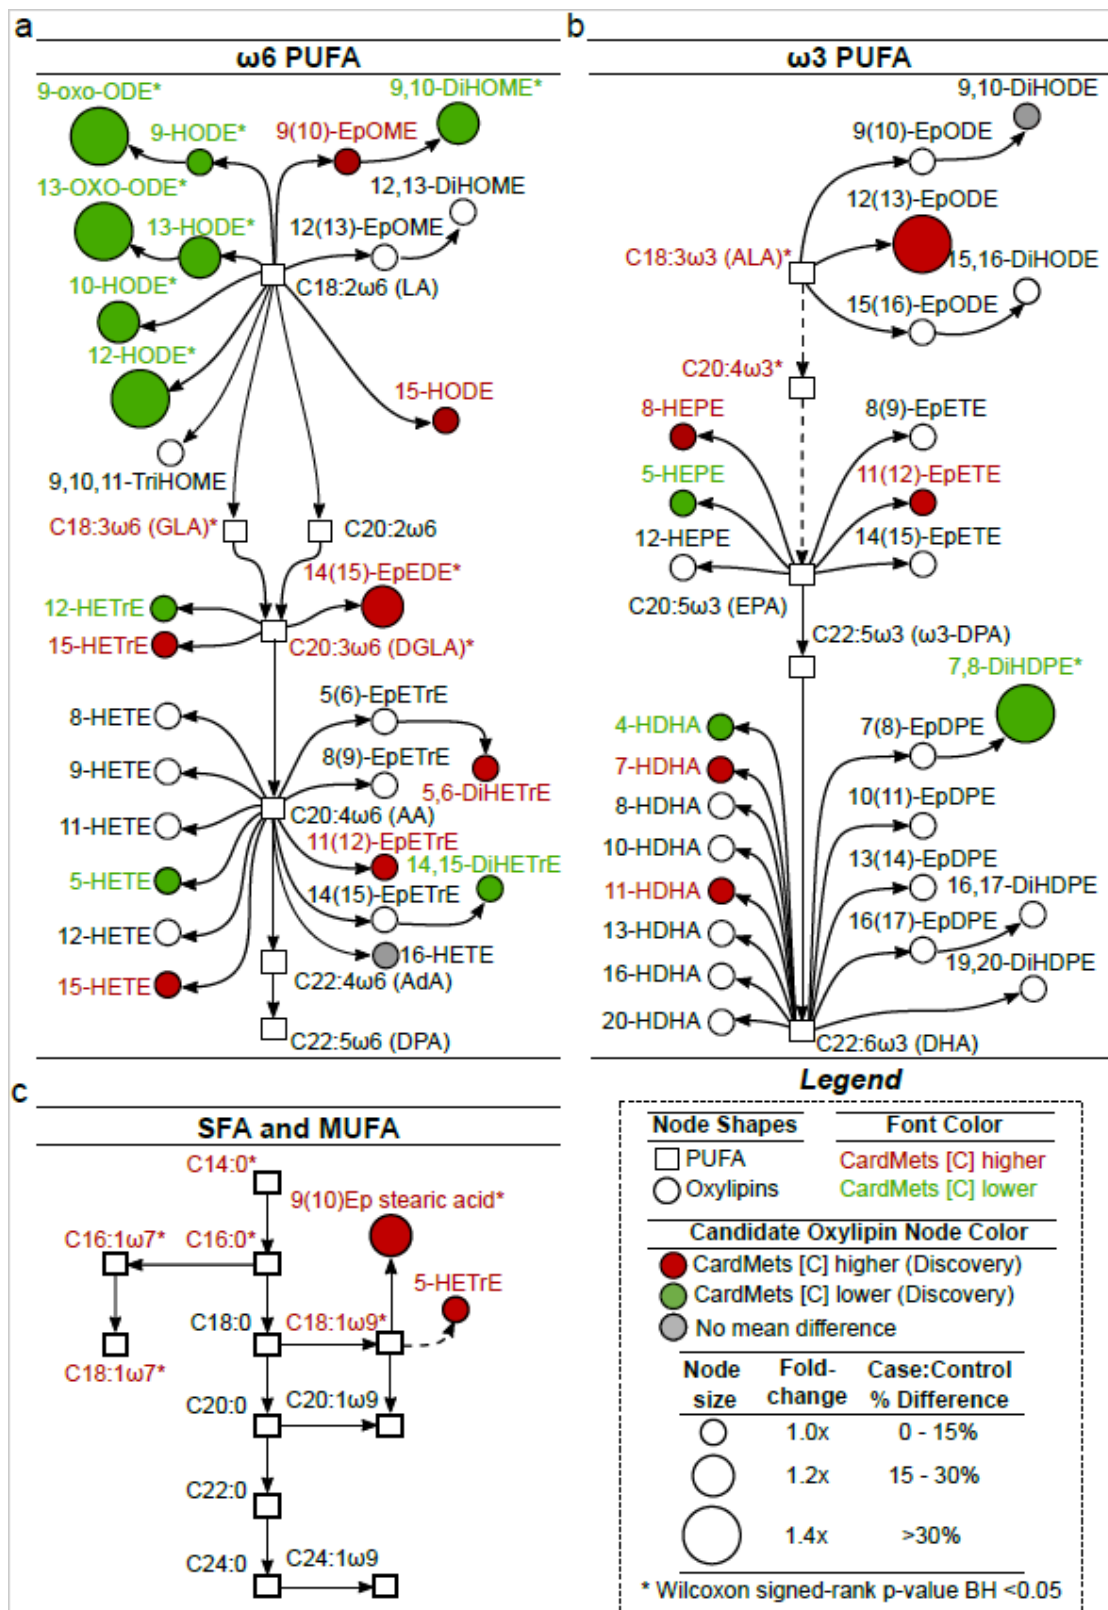 a
ω6 PUFA
9-oxo-ODE*
9,10-DiHOME*
9-HODE*
9(10)-EpOME
13-OXO-ODE*
12,13-DiHOME
13-HODE*
12(13)-EpOME
C18:2ω6 (LA)
10-HODE*
12-HODE*
15-HODE
9,10,11-TriHOME
C18:3ω6 (GLA)*
C20:2ω6
14(15)-EpEDE*
12-HETrE
15-HETrE
C20:3ω6 (DGLA)*
5(6)-EpETrE
8-HETE
8(9)-EpETrE
9-HETE
5,6-DiHETrE
C20:4ω6 (AA)
11-HETE
11(12)-EpETrE
14,15-DiHETrE
5-HETE
14(15)-EpETrE
12-HETE
16-HETE
15-HETE
C22:4ω6 (AdA)
C22:5ω6 (DPA)
b
ω3 PUFA
9,10-DiHODE
9(10)-EpODE
12(13)-EpODE
C18:3ω3 (ALA)*
15,16-DiHODE
15(16)-EpODE
C20:4ω3*
8-HEPE
8(9)-EpETE
5-HEPE
11(12)-EpETE
12-HEPE
14(15)-EpETE
C20:5ω3 (EPA)
C22:5ω3 (ω3-DPA)
7,8-DiHDPE*
4-HDHA
7(8)-EpDPE
7-HDHA
8-HDHA
10(11)-EpDPE
10-HDHA
13(14)-EpDPE
11-HDHA
16,17-DiHDPE
13-HDHA
16(17)-EpDPE
16-HDHA
19,20-DiHDPE
20-HDHA
C22:6ω3 (DHA)
c
SFA and MUFA
C14:0*
9(10)Ep stearic acid*
C16:1ω7*
C16:0*
5-HETrE
C18:0
C18:1ω9*
C18:1ω7*
C20:0
C20:1ω9
C22:0
C24:0
C24:1ω9
Legend
Node Shapes
Font Color
PUFA
CardMets [C] higher
Oxylipins
CardMets [C] lower
Candidate Oxylipin Node Color
CardMets [C] higher (Discovery)
CardMets [C] lower (Discovery)
No mean difference
Node size
Fold-change
Case:Control % Difference
1.0x
0 - 15%
1.2x
15 - 30%
1.4x
>30%
* Wilcoxon signed-rank p-value BH <0.05